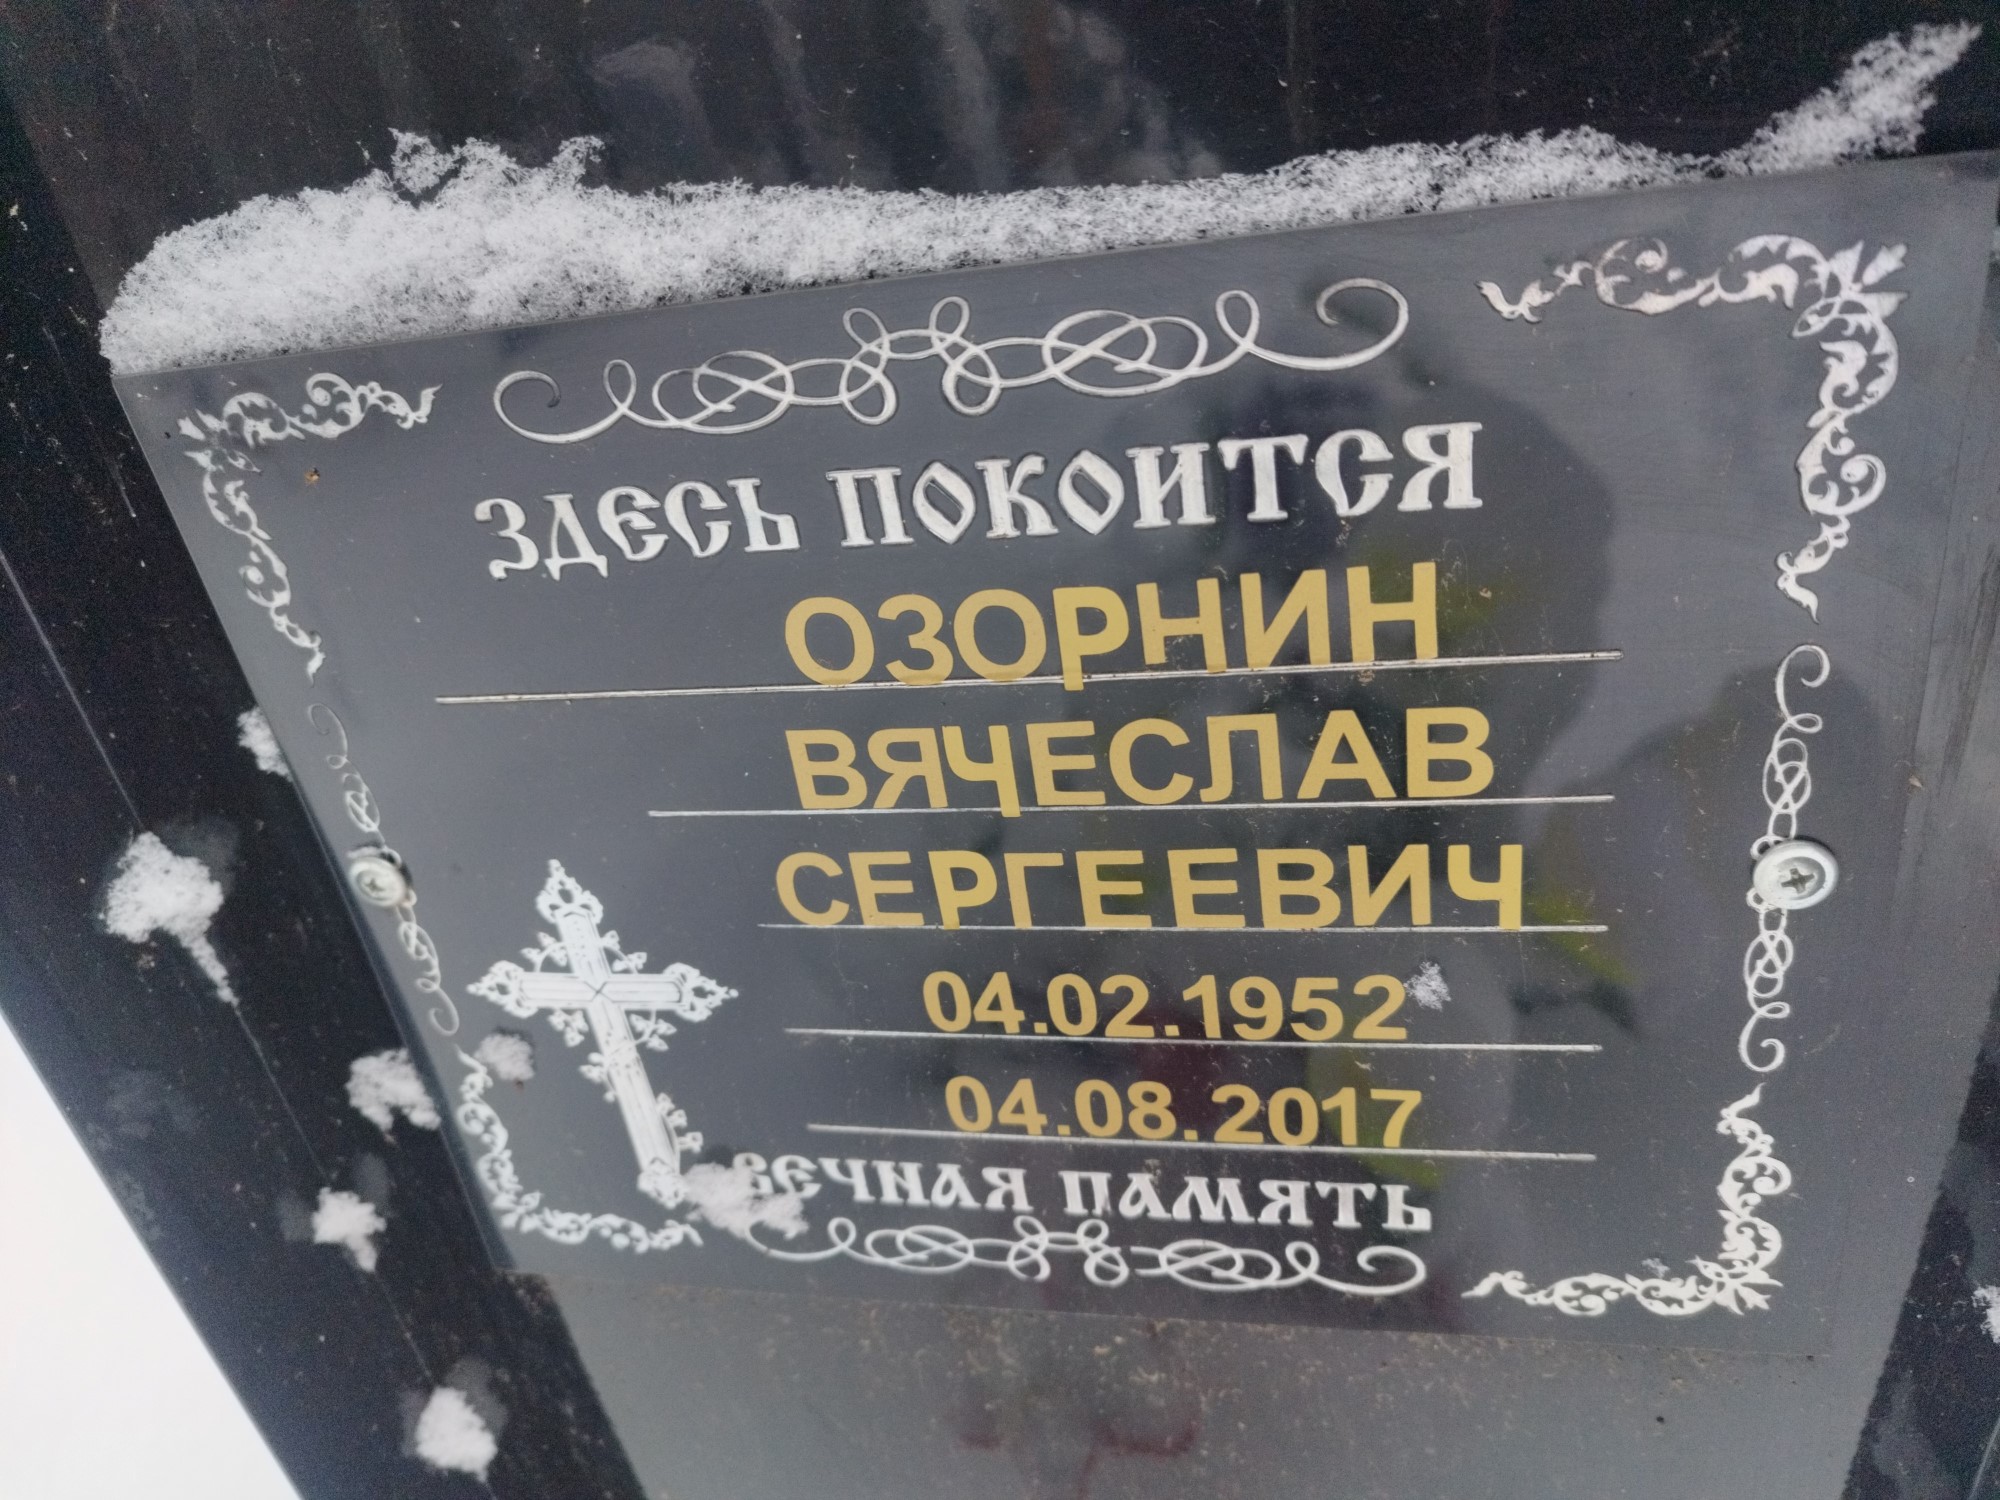 ЗДЕСЬ ПОКОИТСЯ
ОЗОРНИН
ВЯЧЕСЛАВ
СЕРГЕЕВИЧ
04.02.1952
04.08.2017
ВЕЧНАЯ ПАМЯТЬ